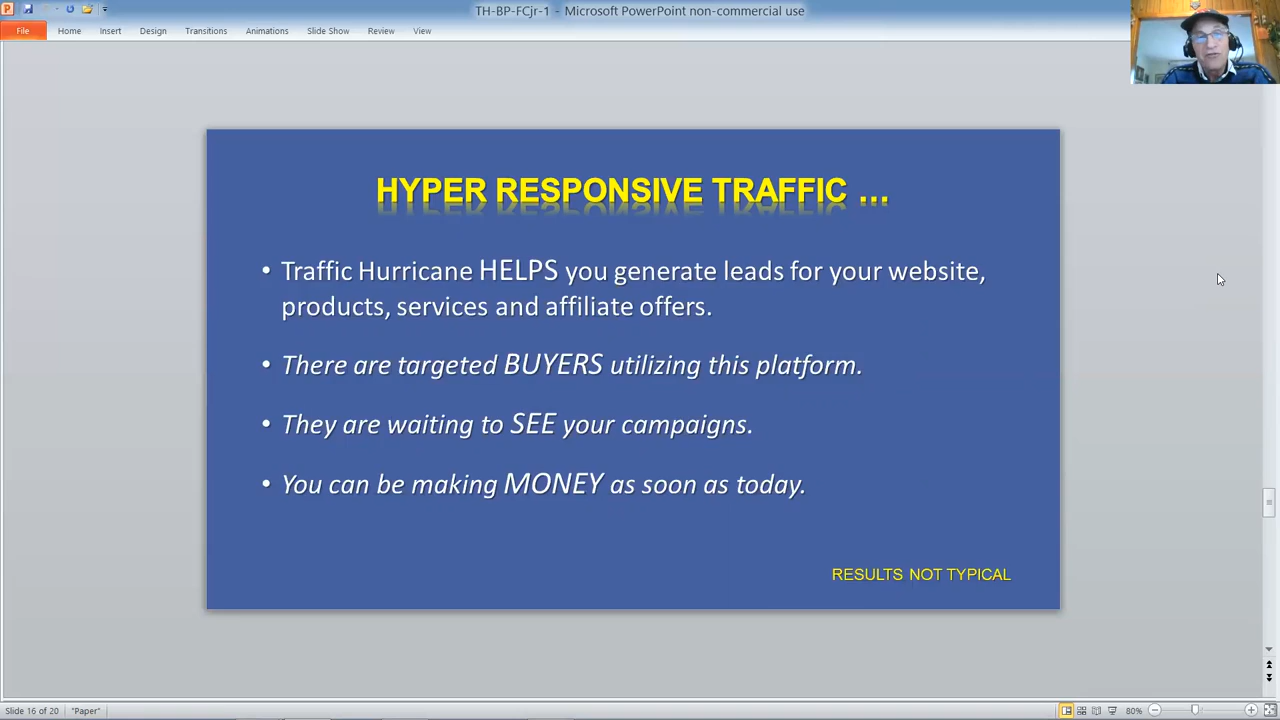 TH-BP-FCjr-1 - Microsoft PowerPoint non-commercial use
File Home Insert Design Transitions Animations Slide Show Review View
HYPER RESPONSIVE TRAFFIC ...
• Traffic Hurricane HELPS you generate leads for your website,
products, services and affiliate offers.
• There are targeted BUYERS utilizing this platform.
• They are waiting to SEE your campaigns.
• You can be making MONEY as soon as today.
RESULTS NOT TYPICAL
Slide 16 of 20 "Paper" 80%